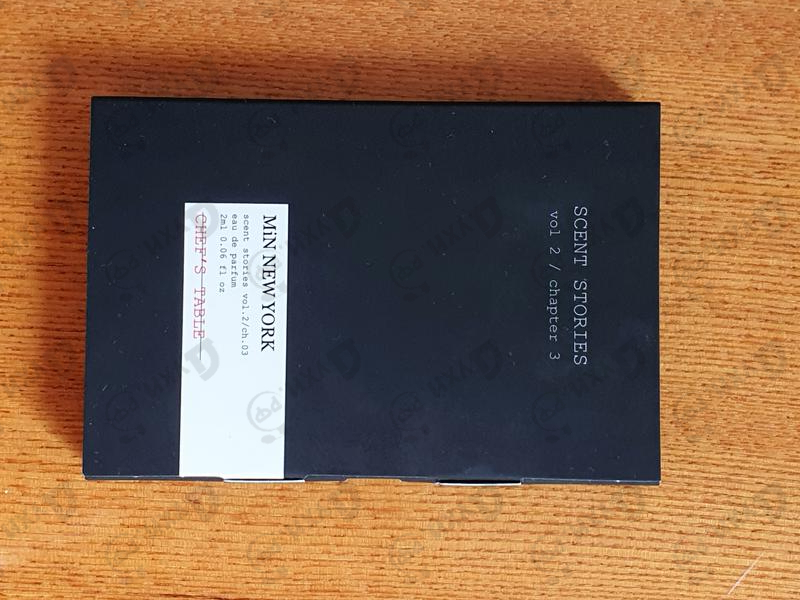 SCENT STORIES
vol 2 / chapter 3
MiN NEW YORK
scent stories vol.2/ch.03
eau de parfum
2ml 0.06 fl oz
CHEF'S TABLE